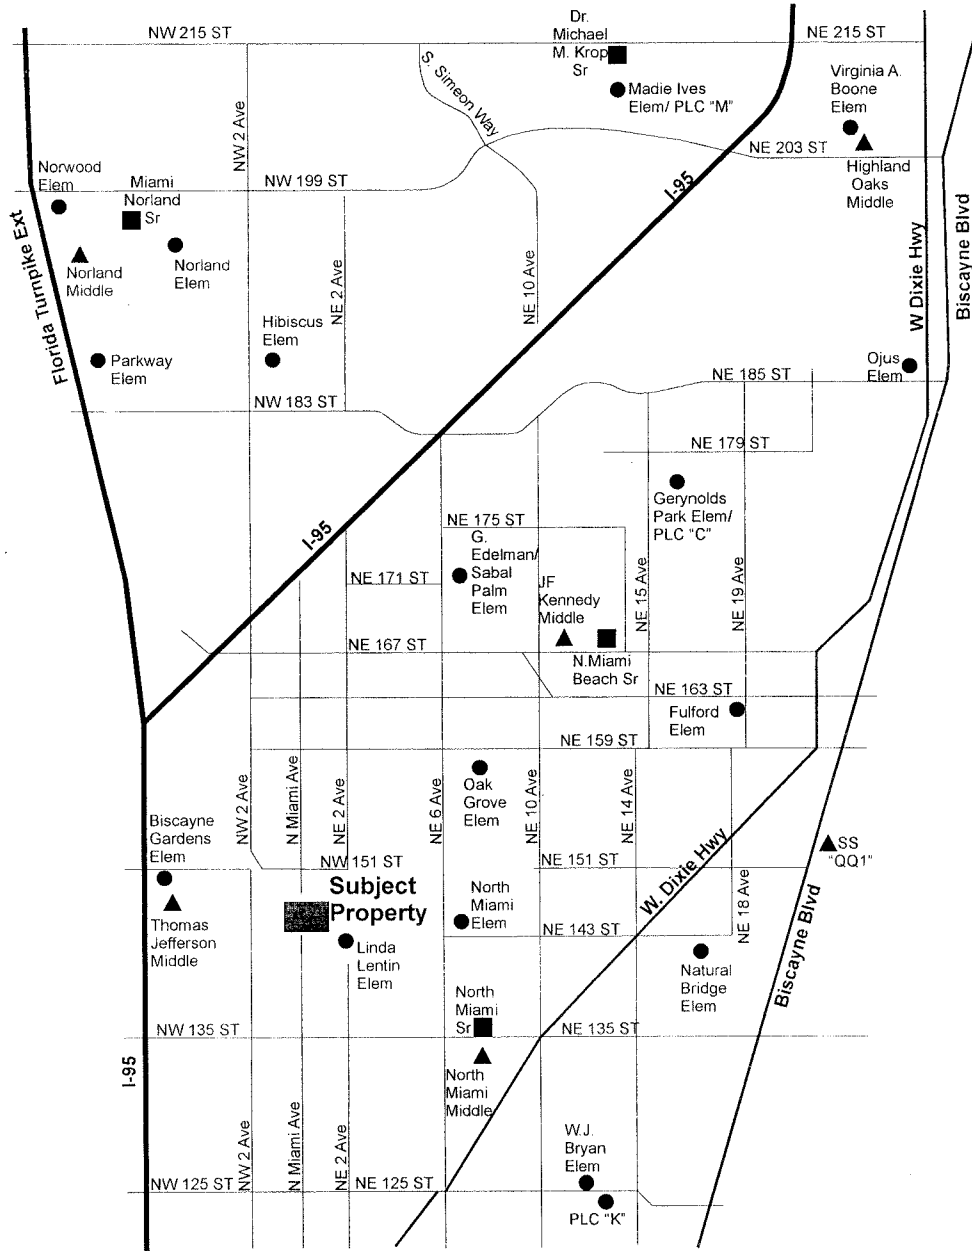 NW 215 ST
Dr.
Michael
M. Krop
Sr
NE 215 ST
S. Simeon Way
Madie Ives
Elem/ PLC "M"
Virginia A.
Boone
Elem
NW 2 Ave
NE 203 ST
Highland
Oaks
Middle
Norwood
Elem
Miami
Norland
Sr
NW 199 ST
I-95
Biscayne Blvd
Florida Turnpike Ext
Norland
Middle
Norland
Elem
NE 2 Ave
NE 10 Ave
W Dixie Hwy
Hibiscus
Elem
Parkway
Elem
Ojus
Elem
NE 185 ST
NW 183 ST
NE 179 ST
Gerynolds
Park Elem/
PLC "C"
I-95
NE 175 ST
G.
Edelman/
Sabal
Palm
Elem
NE 171 ST
JF
Kennedy
Middle
NE 15 Ave
NE 19 Ave
NE 167 ST
N.Miami
Beach Sr
NE 163 ST
Fulford
Elem
NE 159 ST
NW 2 Ave
N Miami Ave
NE 2 Ave
NE 6 Ave
Oak
Grove
Elem
NE 10 Ave
NE 14 Ave
Biscayne
Gardens
Elem
NW 151 ST
NE 151 ST
W. Dixie Hwy
SS
"QQ1"
Subject
Property
North
Miami
Elem
NE 18 Ave
Thomas
Jefferson
Middle
Linda
Lentin
Elem
NE 143 ST
Natural
Bridge
Elem
Biscayne Blvd
North
Miami
Sr
NW 135 ST
NE 135 ST
I-95
North
Miami
Middle
NW 2 Ave
N Miami Ave
NE 2 Ave
W.J.
Bryan
Elem
NW 125 ST
NE 125 ST
PLC "K"